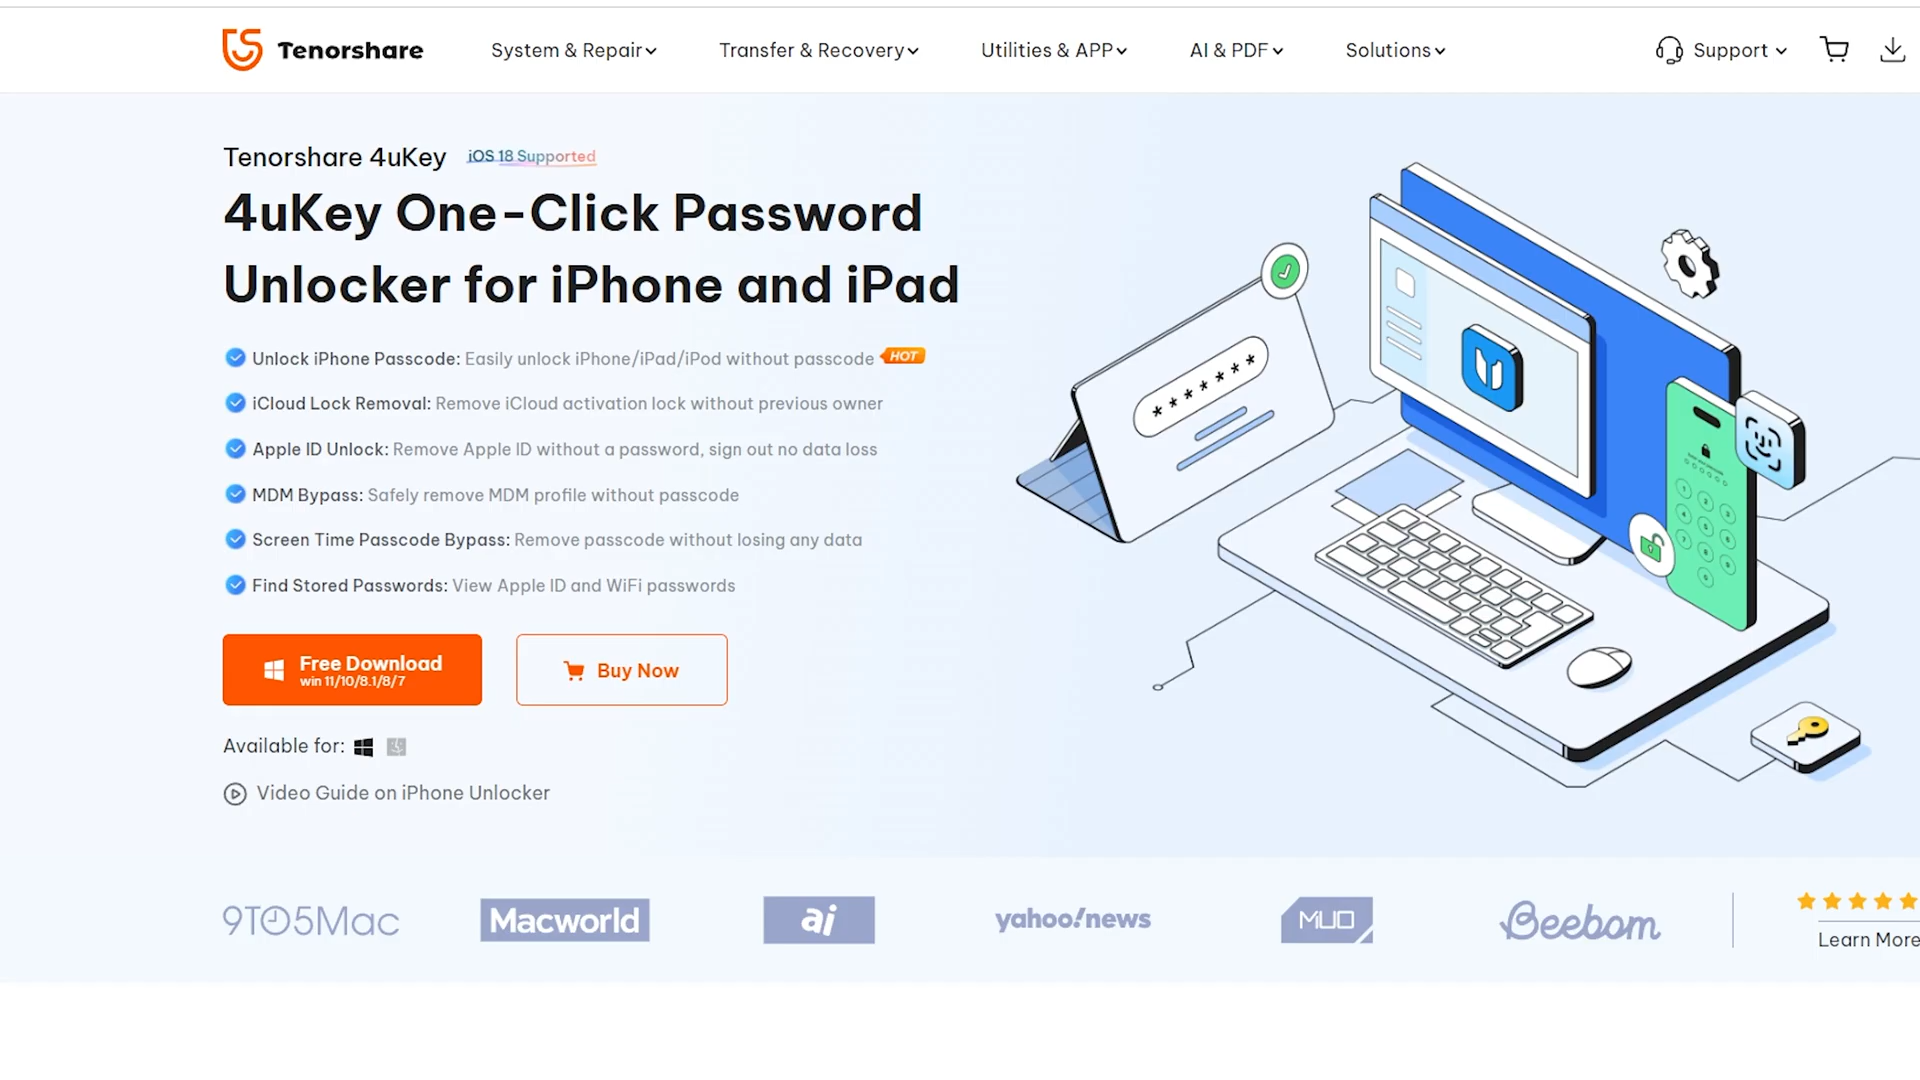 Tenorshare
System & Repair
Transfer & Recovery
Utilities & APP
AI & PDF
Solutions
Support
Tenorshare 4uKey
iOS 18 Supported
4uKey One-Click Password
Unlocker for iPhone and iPad
Unlock iPhone Passcode: Easily unlock iPhone/iPad/iPod without passcode HOT
iCloud Lock Removal: Remove iCloud activation lock without previous owner
Apple ID Unlock: Remove Apple ID without a password, sign out no data loss
MDM Bypass: Safely remove MDM profile without passcode
Screen Time Passcode Bypass: Remove passcode without losing any data
Find Stored Passwords: View Apple ID and WiFi passwords
Free Download
win 11/10/8.1/8/7
Buy Now
Available for:
Video Guide on iPhone Unlocker
*******
9TO5Mac
Macworld
ai
yahoo!news
MUO
Beebom
Learn More